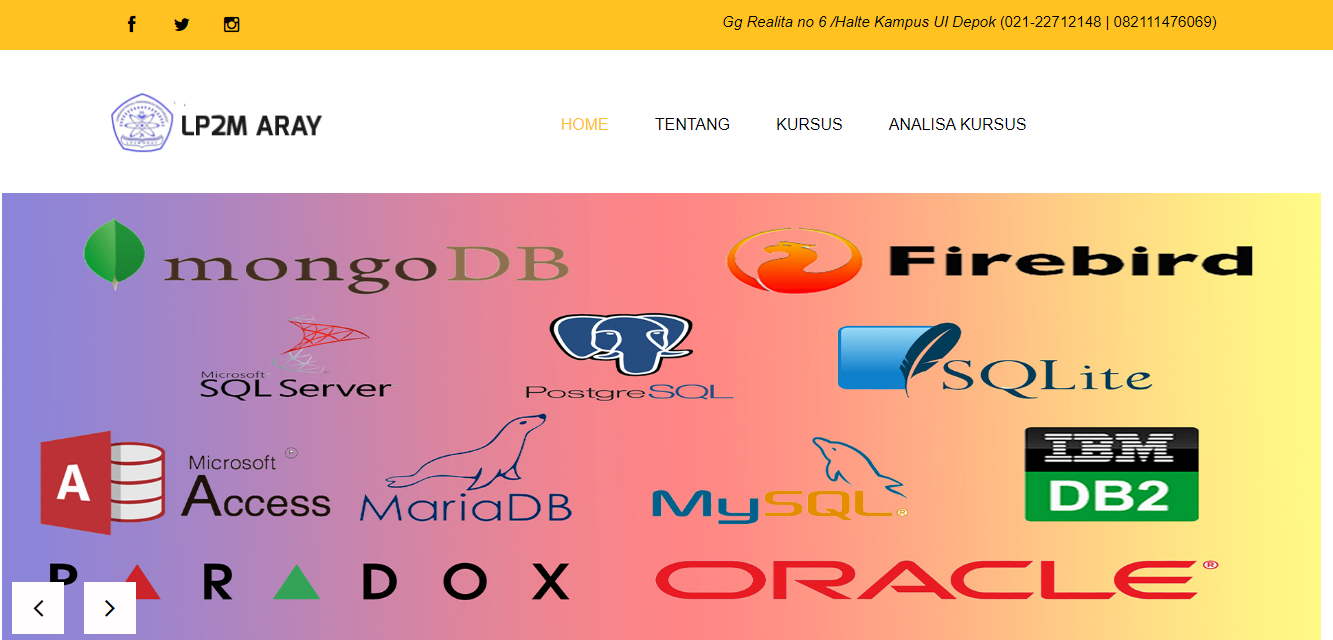 Gg Realita no 6 /Halte Kampus UI Depok (021-22712148 | 082111476069)
LP2M ARAY
HOME TENTANG KURSUS ANALISA KURSUS
mongoDB Firebird
Microsoft
SQL Server PostgreSQL SQLite
Microsoft
Access MariaDB MySQL® IBM
DB2
PARADOX ORACLE®